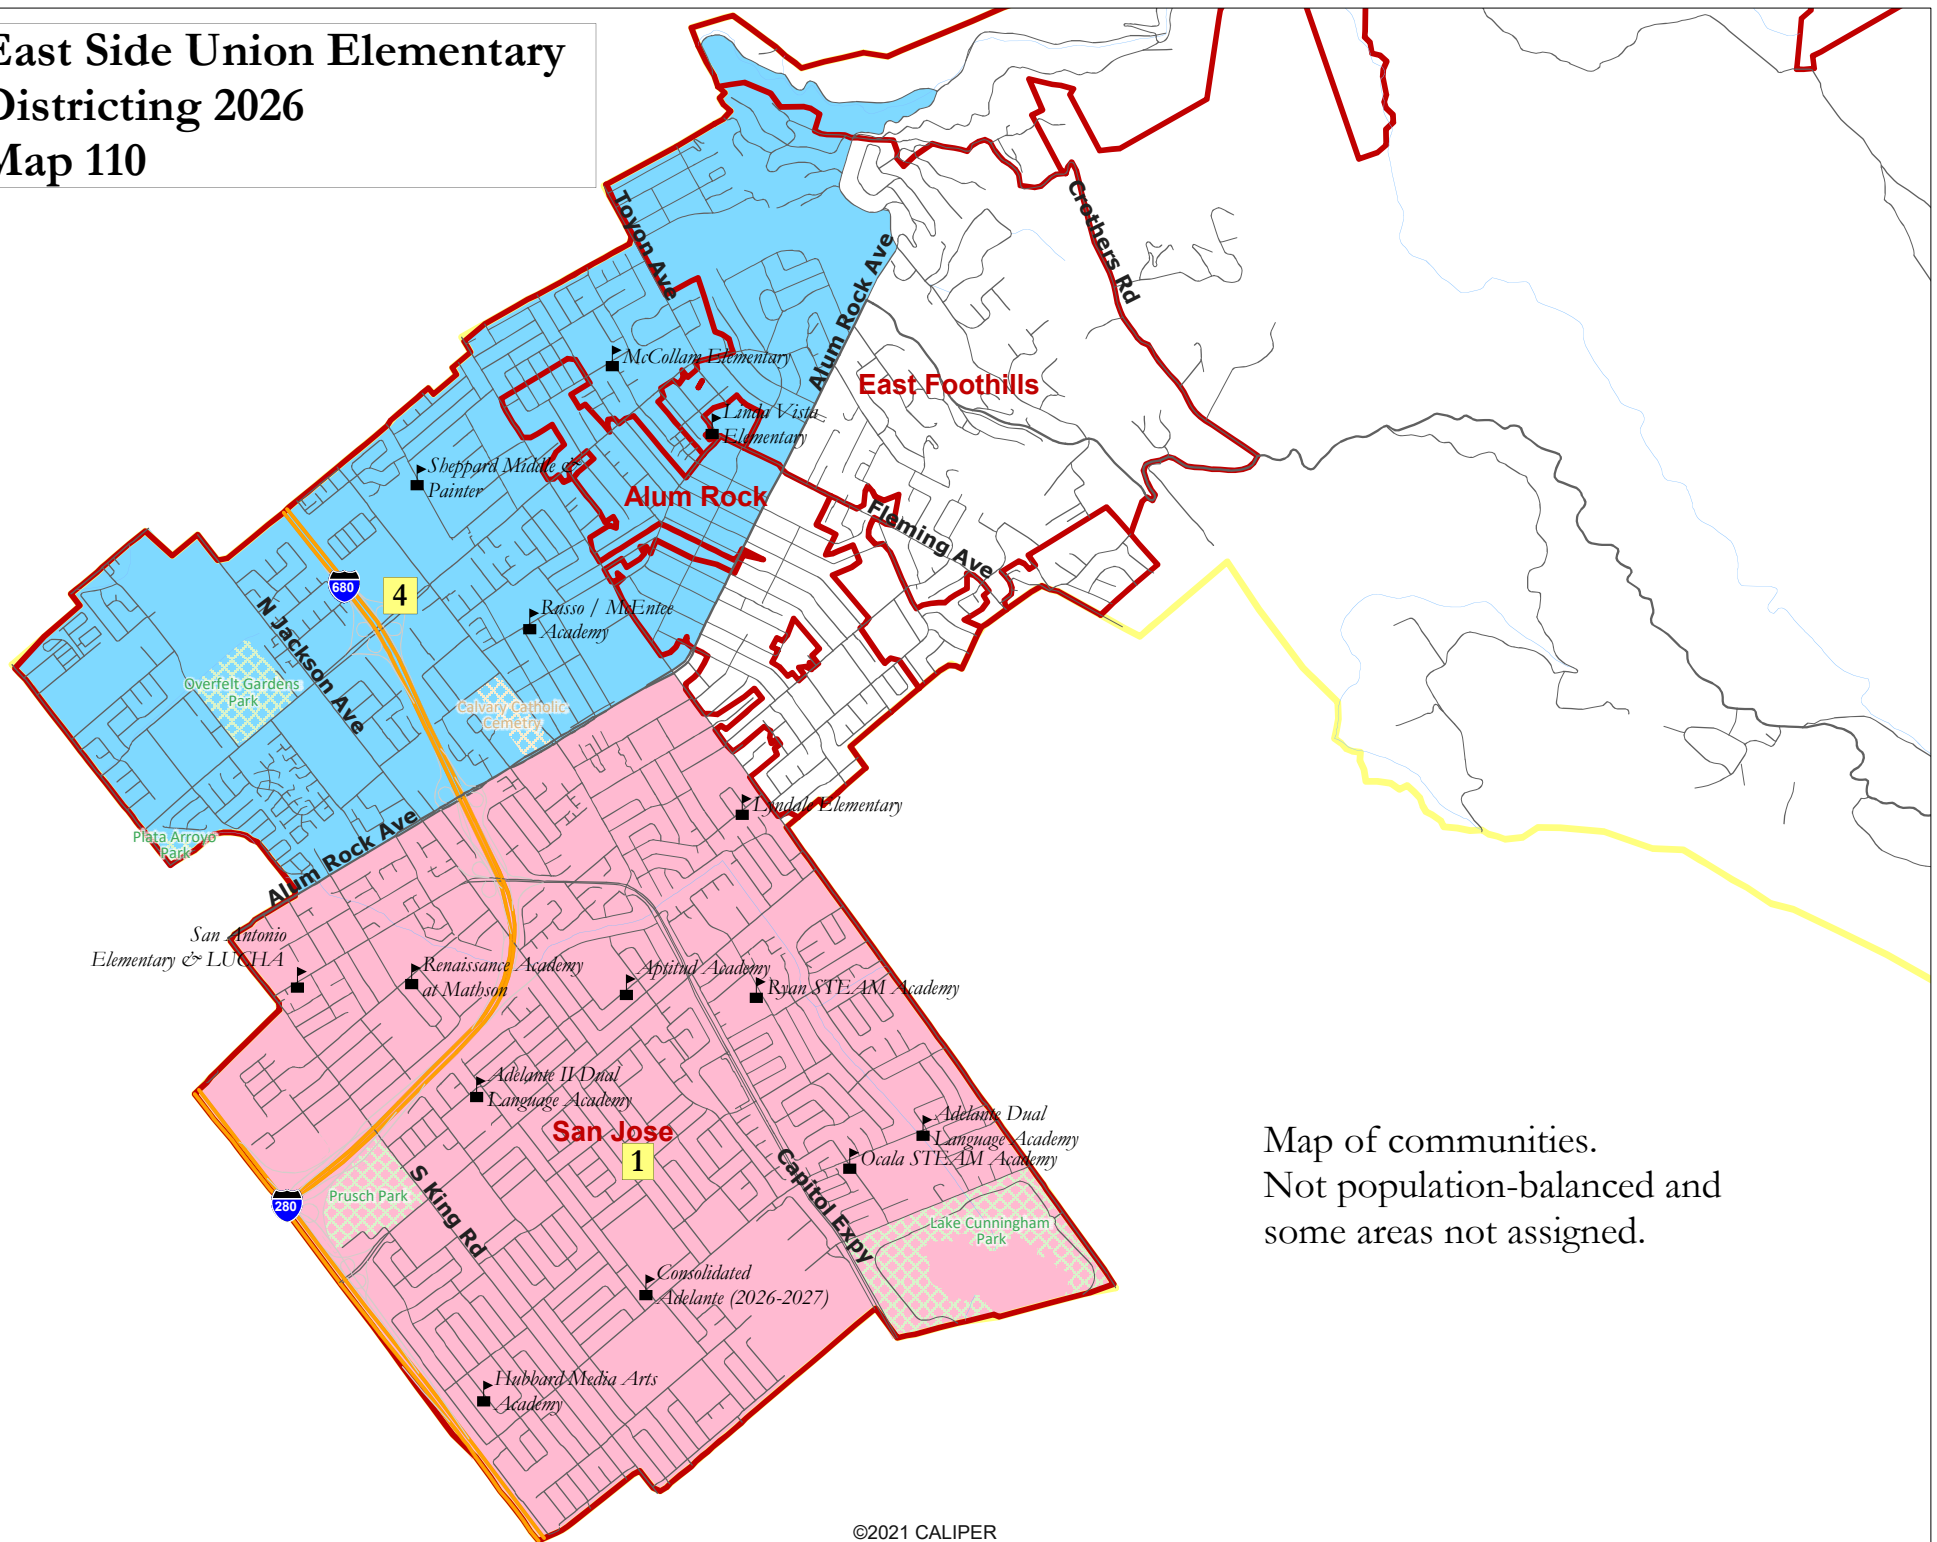 East Side Union Elementary
Districting 2026
Map 110
Toyon Ave
Crothers Rd
Alum Rock Ave
McCollam Elementary
East Foothills
Linda Vista
Elementary
Sheppard Middle &
Painter
Alum Rock
Fleming Ave
680
4
N Jackson Ave
Russo / McEntee
Academy
Overfelt Gardens
Park
Calvary Catholic
Cemetry
Lyndale Elementary
Plata Arroyo
Park
Alum Rock Ave
San Antonio
Elementary & LUCHA
Renaissance Academy
at Mathson
Aptitud Academy
Ryan STEAM Academy
Adelante II Dual
Language Academy
San Jose
1
Adelante Dual
Language Academy
Ocala STEAM Academy
Map of communities.
Not population-balanced and
some areas not assigned.
Prusch Park
280
S King Rd
Capitol Expy
Lake Cunningham
Park
Consolidated
Adelante (2026-2027)
Hubbard Media Arts
Academy
©2021 CALIPER